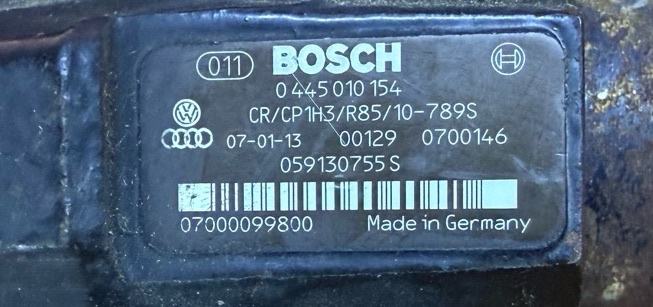 011 BOSCH
0 445 010 154
CR/CP1H3/R85/10-789S
07-01-13 00129 0700146
059130755 S
07000099800 Made in Germany